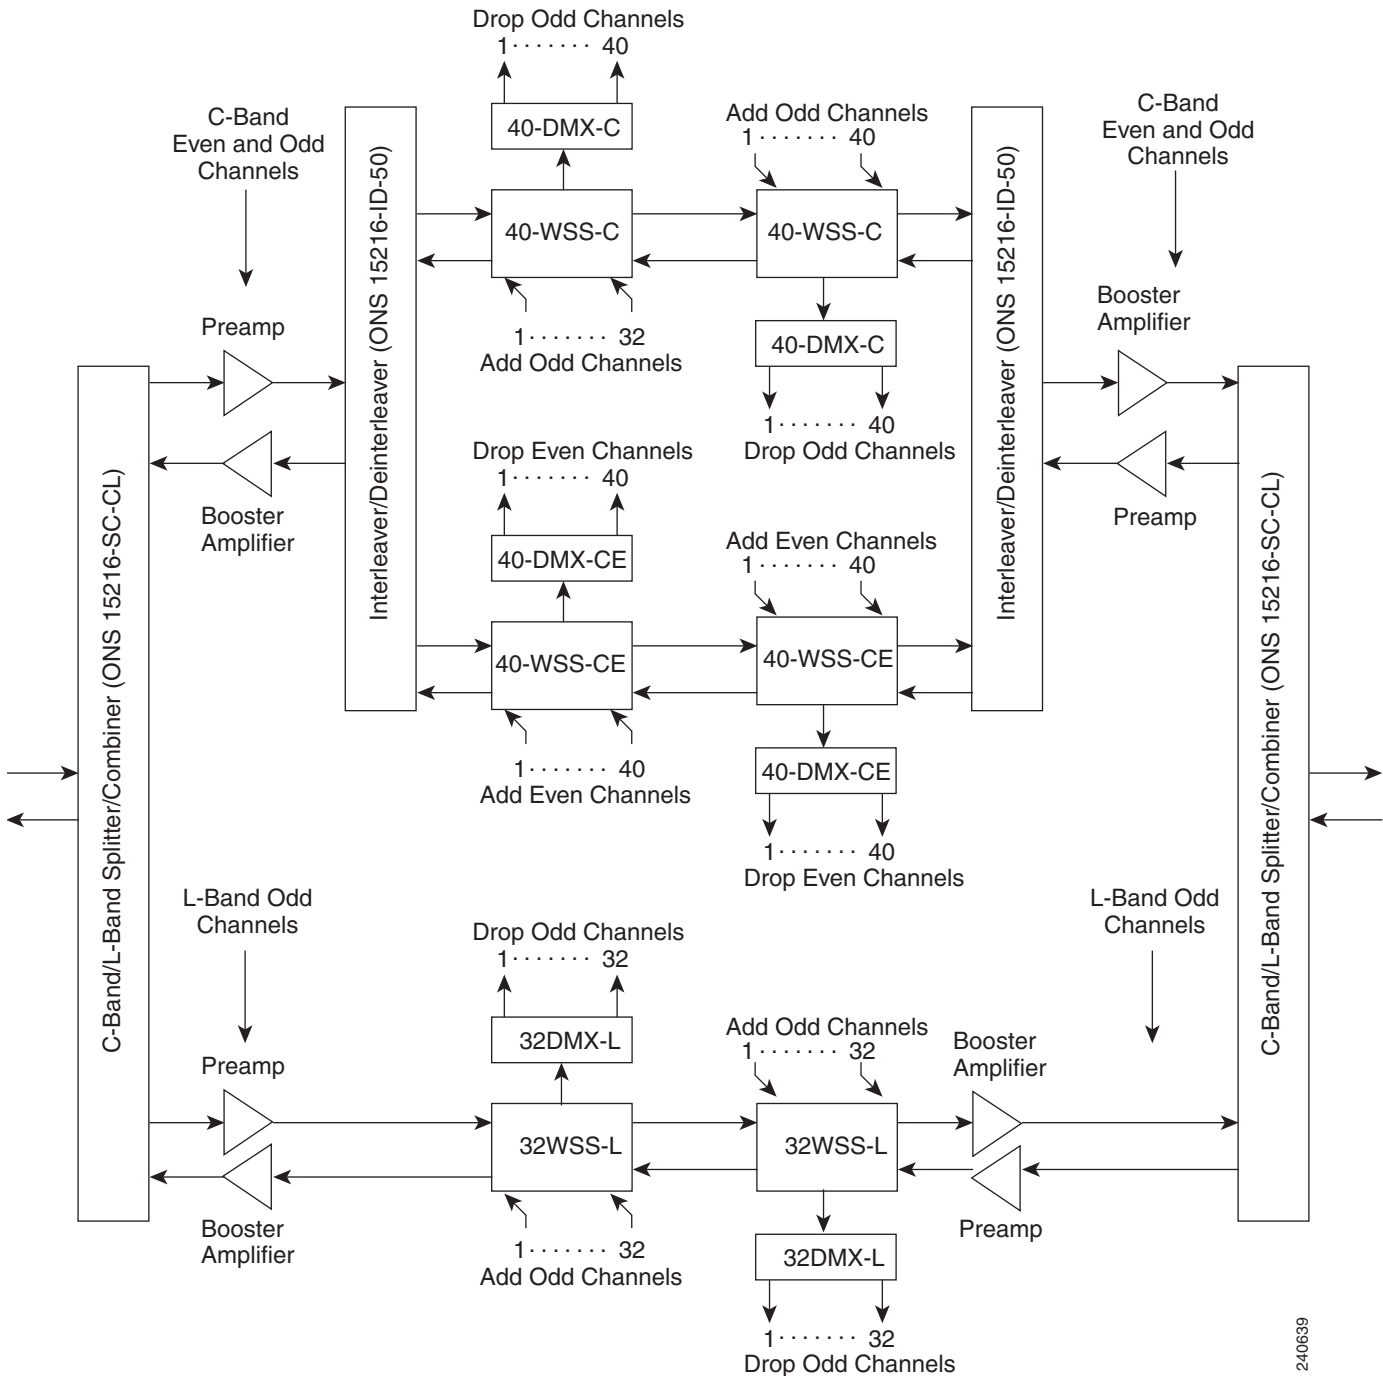 Drop Odd Channels
1 · · · · · · · 40
40-DMX-C
C-Band
Even and Odd
Channels
Add Odd Channels
1 · · · · · · · 40
C-Band
Even and Odd
Channels
Interleaver/Deinterleaver (ONS 15216-ID-50)
40-WSS-C
40-WSS-C
Interleaver/Deinterleaver (ONS 15216-ID-50)
1 · · · · · · · 32
Add Odd Channels
40-DMX-C
1 · · · · · · · 40
Drop Odd Channels
Preamp
Booster
Amplifier
Booster
Amplifier
Preamp
Drop Even Channels
1 · · · · · · · 40
40-DMX-CE
Add Even Channels
1 · · · · · · · 40
40-WSS-CE
40-WSS-CE
1 · · · · · · · 40
Add Even Channels
40-DMX-CE
1 · · · · · · · 40
Drop Even Channels
C-Band/L-Band Splitter/Combiner (ONS 15216-SC-CL)
C-Band/L-Band Splitter/Combiner (ONS 15216-SC-CL)
L-Band Odd
Channels
L-Band Odd
Channels
Drop Odd Channels
1 · · · · · · · 32
32DMX-L
Add Odd Channels
1 · · · · · · · 32
Preamp
Booster
Amplifier
32WSS-L
32WSS-L
Booster
Amplifier
Preamp
1 · · · · · · · 32
Add Odd Channels
32DMX-L
1 · · · · · · · 32
Drop Odd Channels
240639